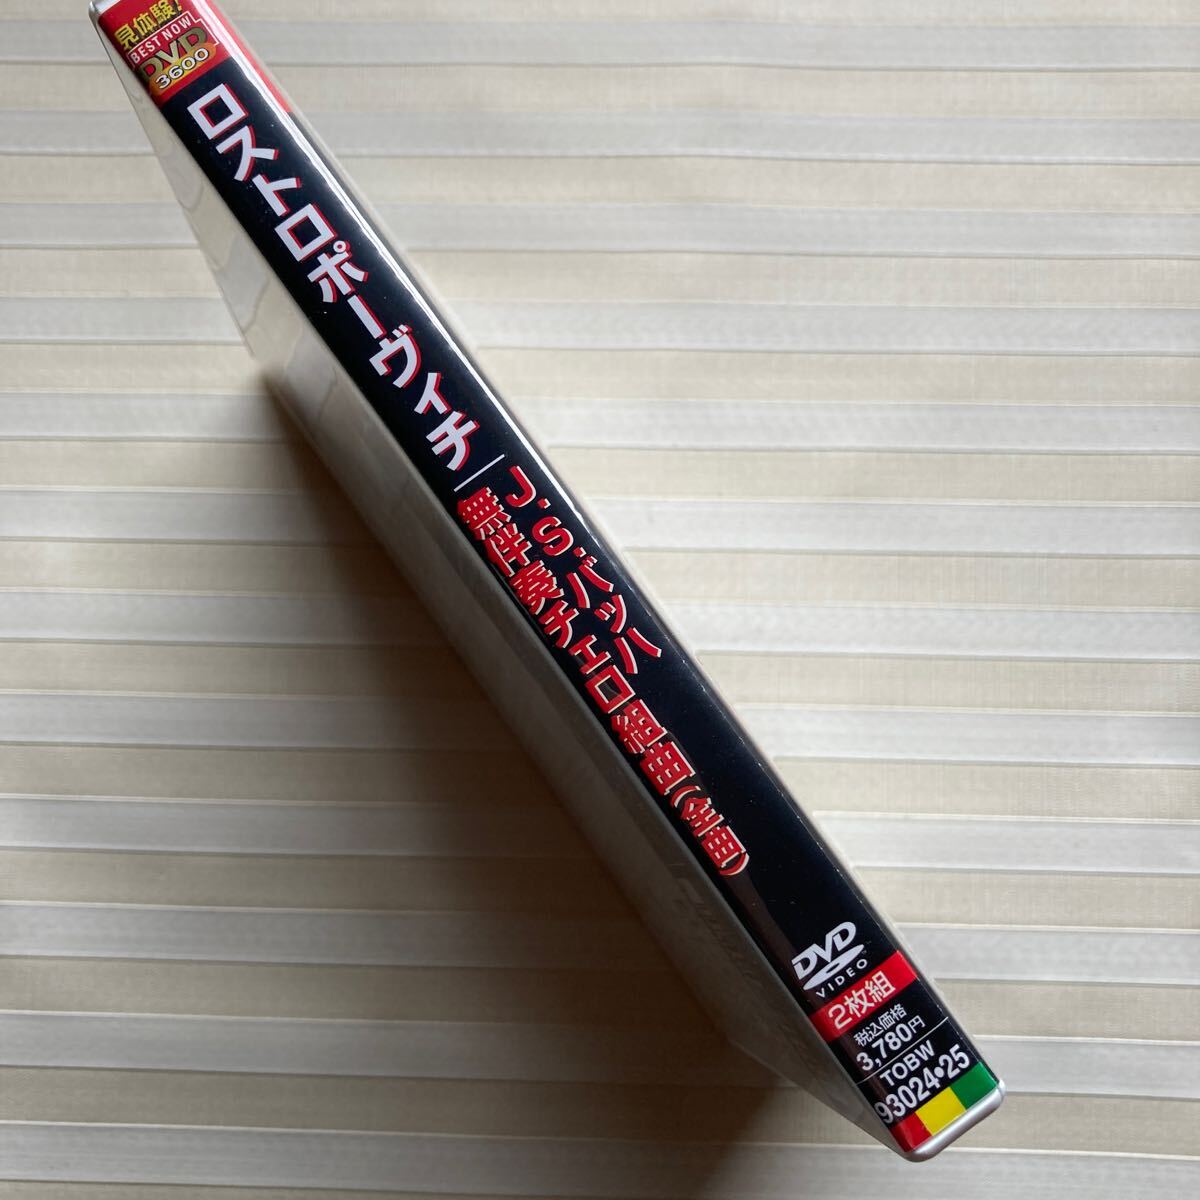 見体験!
BEST NOW
DVD
3600
ロストロポーヴィチ
J.S.バッハ
無伴奏チェロ組曲(全曲)
DVD
VIDEO
2枚組
税込価格
3,780円
TOBW
93024•25